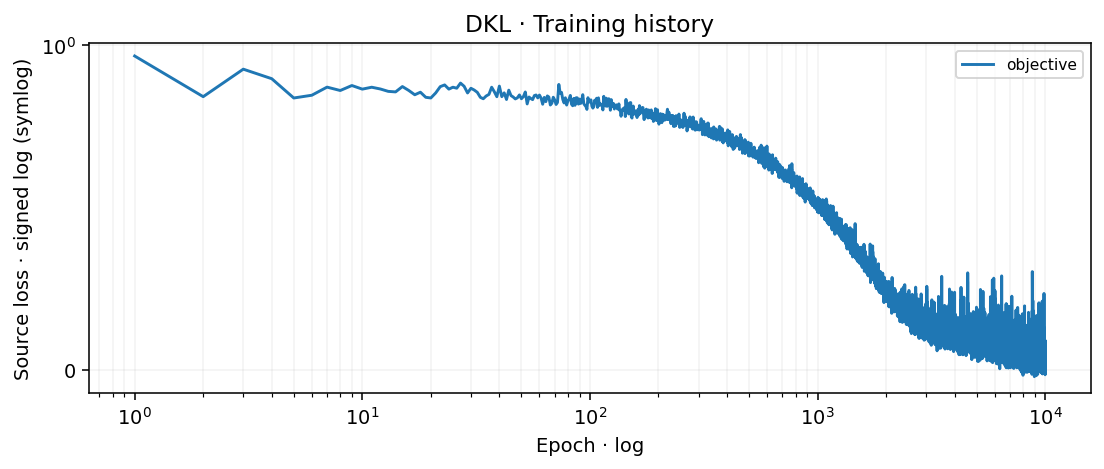 DKL · Training history
Source loss · signed log (symlog)
10⁰
0
objective
10⁰ 10¹ 10² 10³ 10⁴
Epoch · log